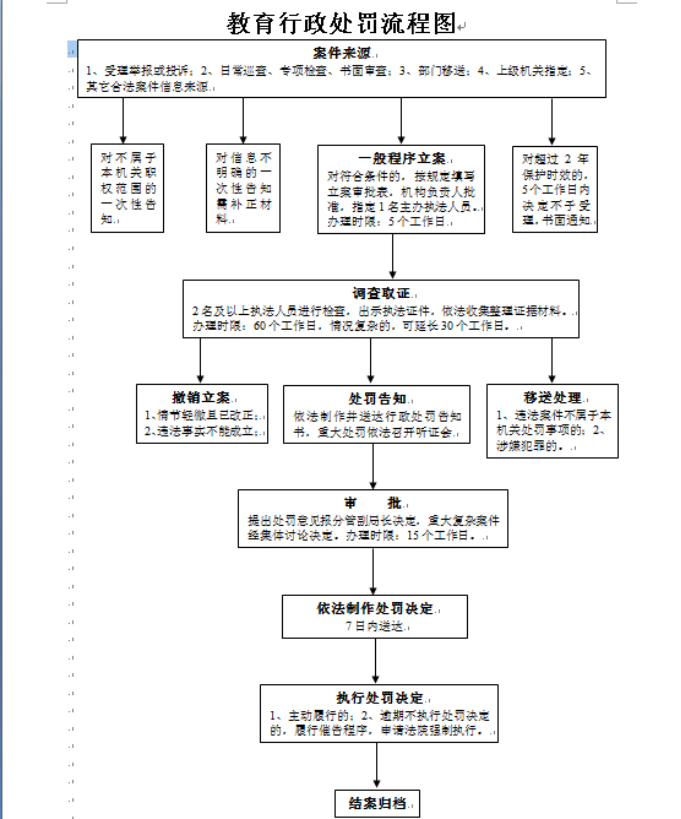 教育行政处罚流程图
案件来源
1、受理举报或投诉；2、日常巡查、专项检查、书面审查；3、部门移送；4、上级机关指定；5、
其它合法案件信息来源
对不属于
本机关职
权范围的
一次性告
知
对信息不
明确的一
次性告知
需补正材
料
一般程序立案
对符合条件的，按规定填写
立案审批表，机构负责人批
准，指定1名主办执法人员。
办理时限：5个工作日
对超过 2 年
保护时效的，
5个工作日内
决定不予受
理，书面通知
调查取证
2名及以上执法人员进行检查，出示执法证件，依法收集整理证据材料。
办理时限：60个工作日，情况复杂的，可延长30个工作日。
撤销立案
1、情节轻微且已改正；
2、违法事实不能成立；
处罚告知
依法制作并送达行政处罚告知
书，重大处罚依法召开听证会
移送处理
1、违法案件不属于本
机关处罚事项的；2、
涉嫌犯罪的。
审 批
提出处罚意见报分管副局长决定，重大复杂案件
经集体讨论决定。办理时限：15个工作日。
依法制作处罚决定
7日内送达
执行处罚决定
1、主动履行的；2、逾期不执行处罚决定
的，履行催告程序，申请法院强制执行。
结案归档